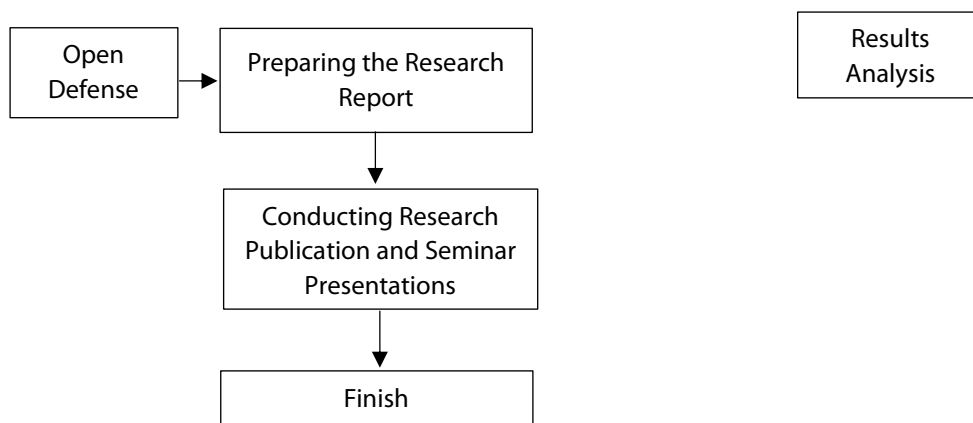 Open
Defense
Preparing the Research
Report
Results
Analysis
Conducting Research
Publication and Seminar
Presentations
Finish